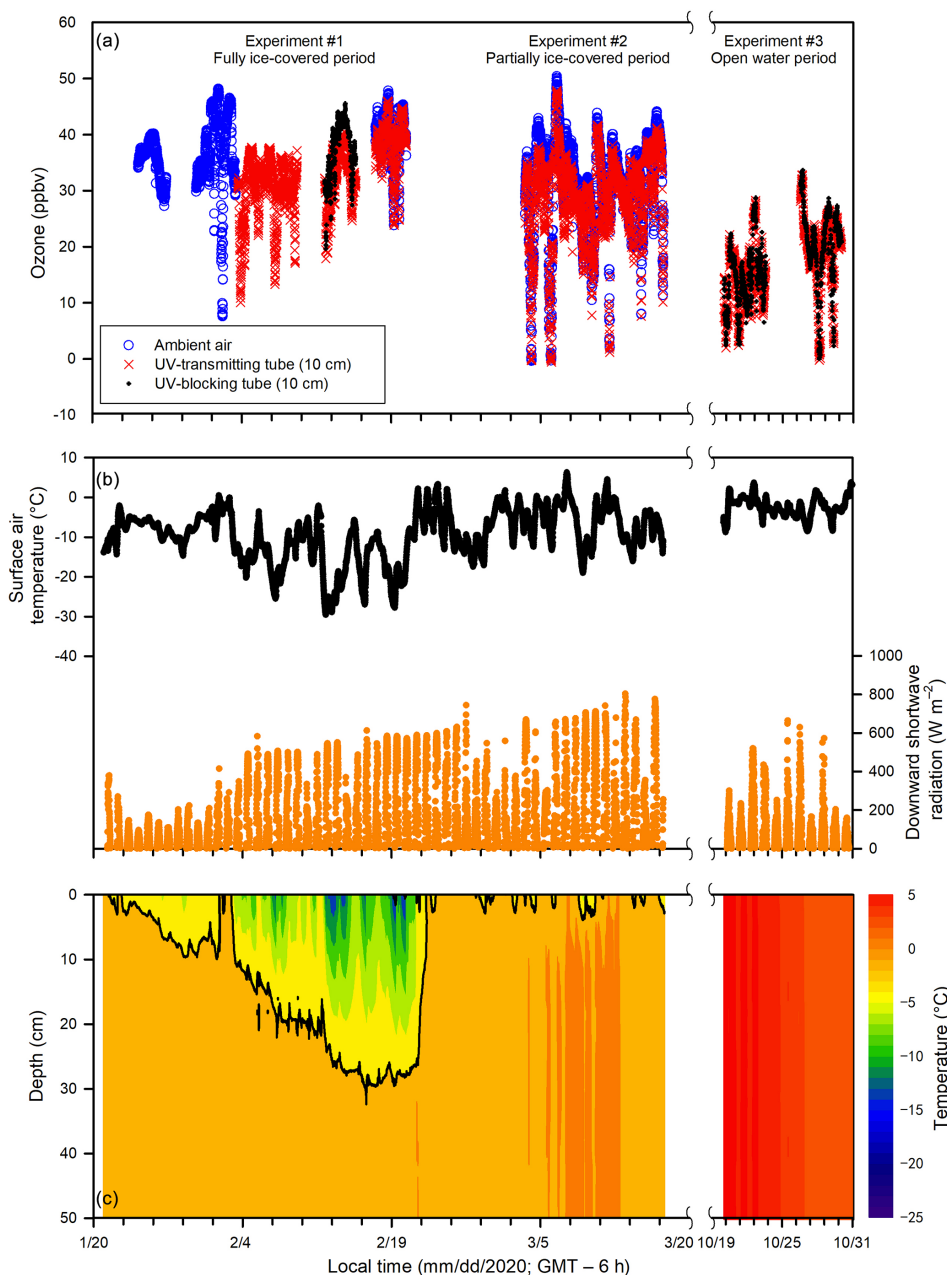 (a)
Experiment #1
Fully ice-covered period
Experiment #2
Partially ice-covered period
Experiment #3
Open water period
60
50
40
30
20
10
0
-10
Ozone (ppbv)
Ambient air
UV-transmitting tube (10 cm)
UV-blocking tube (10 cm)
(b)
10
0
-10
-20
-30
-40
Surface air
temperature (°C)
1000
800
600
400
200
0
Downward shortwave
radiation (W m⁻²)
(c)
0
10
20
30
40
50
Depth (cm)
5
0
−5
−10
−15
−20
−25
Temperature (°C)
1/20
2/4
2/19
3/5
3/20
10/19
10/25
10/31
Local time (mm/dd/2020; GMT – 6 h)